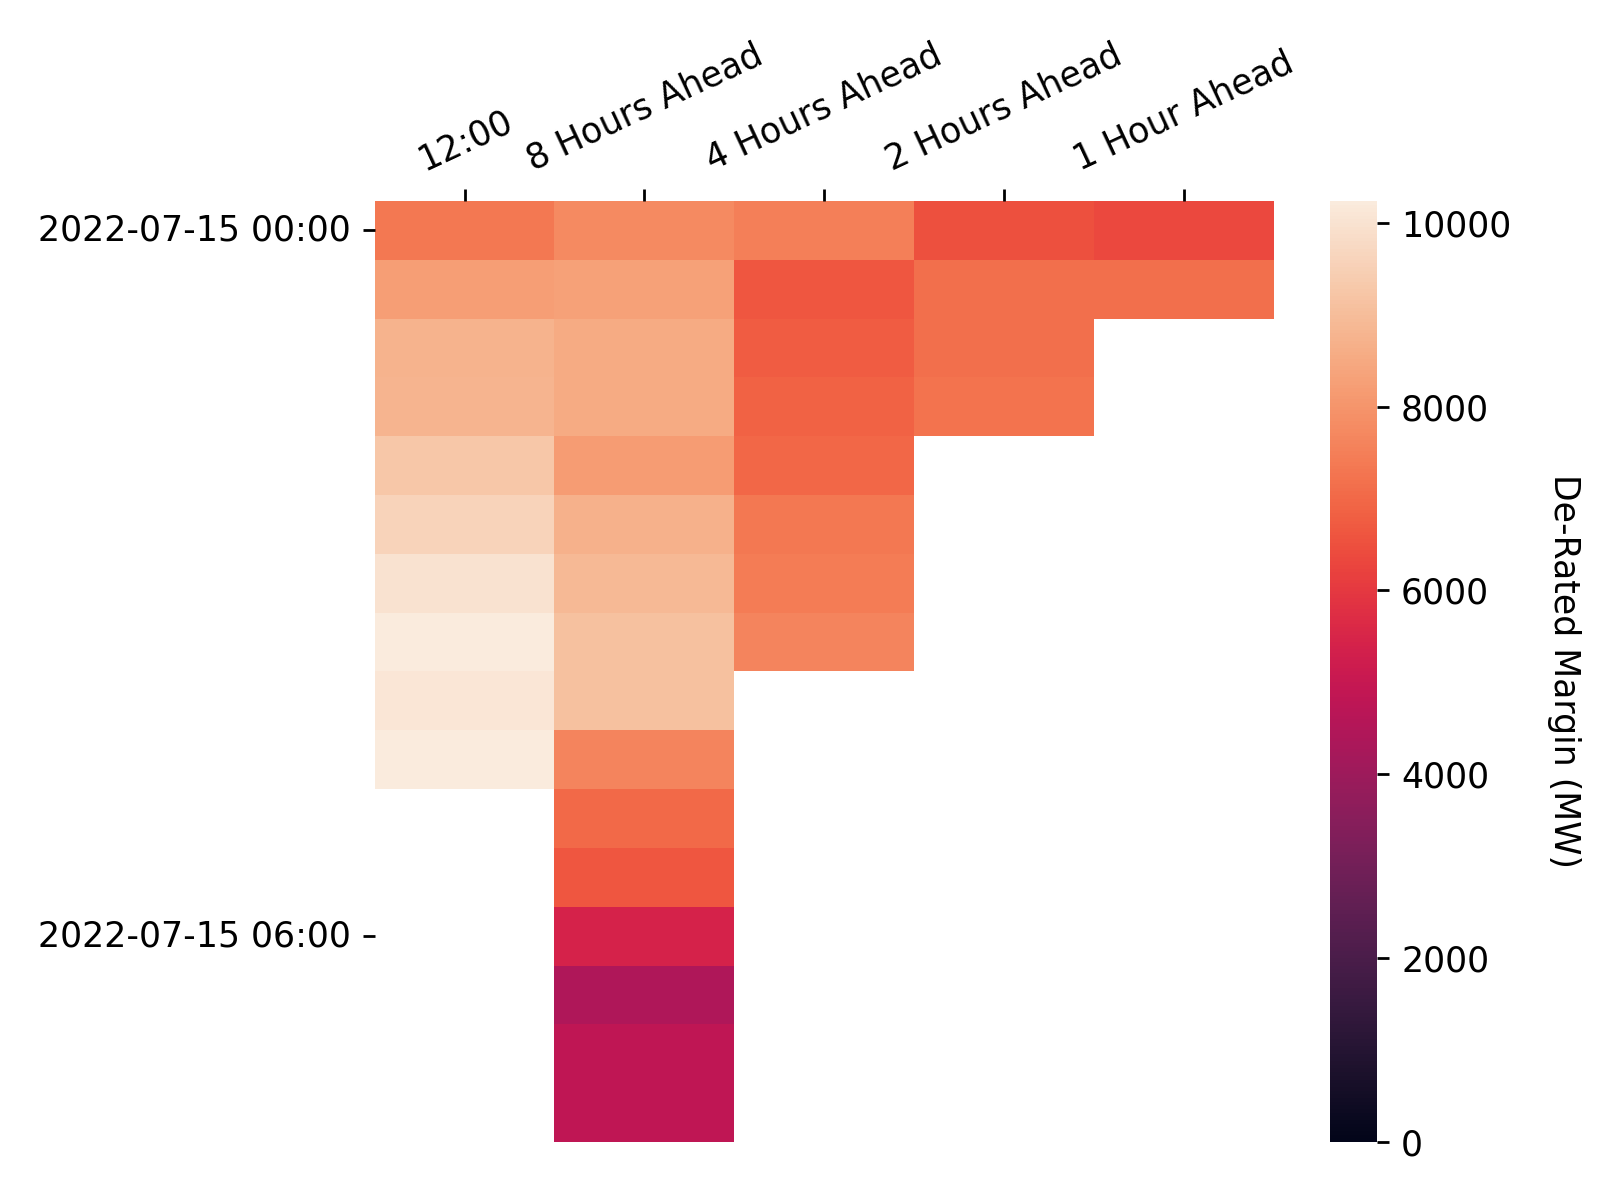 12:00
8 Hours Ahead
4 Hours Ahead
2 Hours Ahead
1 Hour Ahead
2022-07-15 00:00
2022-07-15 06:00
10000
8000
6000
4000
2000
0
De-Rated Margin (MW)